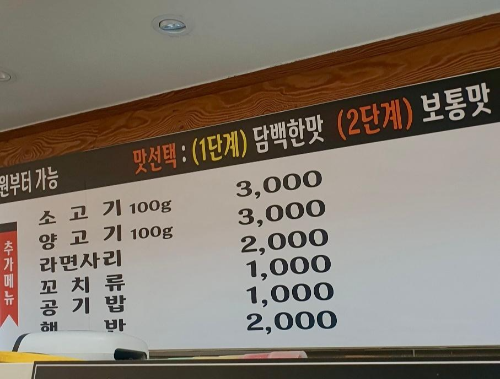 원부터 가능
맛선택 : (1단계) 담백한맛 (2단계) 보통맛
추가메뉴
소 고 기 100g 3,000
양 고 기 100g 3,000
라면사리 2,000
꼬 치 류 1,000
공 기 밥 1,000
햇 반 2,000